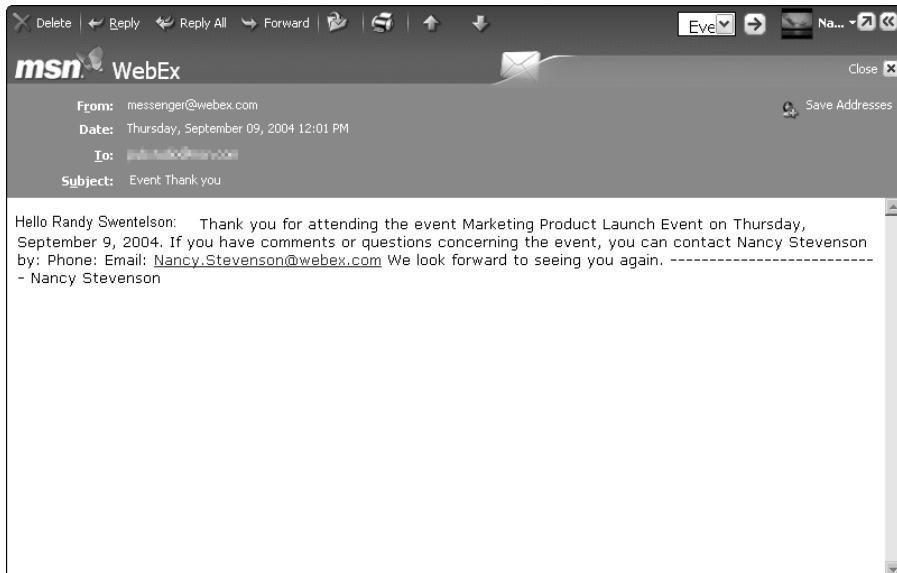 Delete Reply Reply All Forward Eve Na...
msn WebEx
Close
From: messenger@webex.com Save Addresses
Date: Thursday, September 09, 2004 12:01 PM
To:
Subject: Event Thank you
Hello Randy Swentelson: Thank you for attending the event Marketing Product Launch Event on Thursday,
September 9, 2004. If you have comments or questions concerning the event, you can contact Nancy Stevenson
by: Phone: Email: Nancy.Stevenson@webex.com We look forward to seeing you again. ---------------------------
- Nancy Stevenson